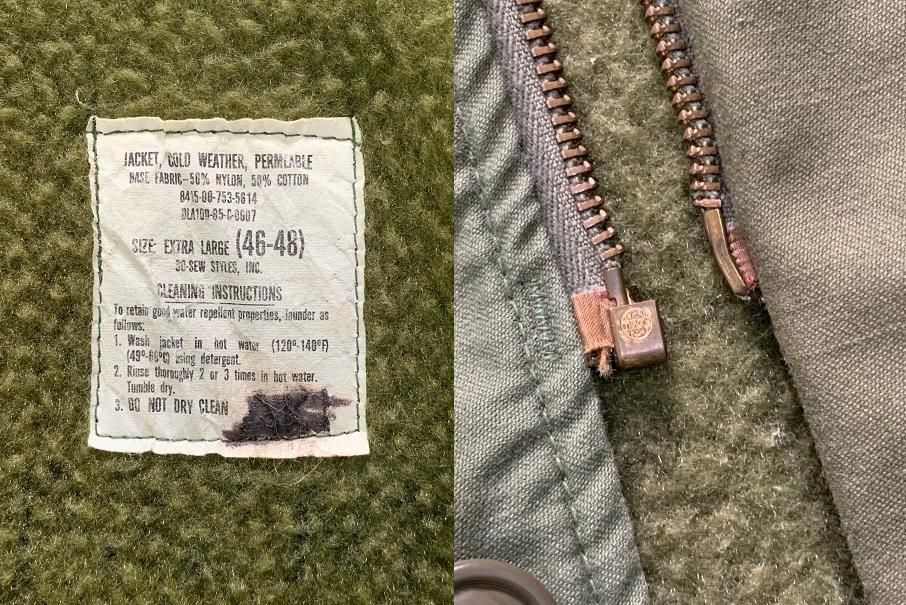 JACKET, COLD WEATHER, PERMEABLE
BASE FABRIC-50% NYLON, 50% COTTON
8415-00-753-5614
DLA100-85-C-0607
SIZE: EXTRA LARGE (46-48)
SO-SEW STYLES, INC.
CLEANING INSTRUCTIONS
To retain good water repellent properties, launder as
follows:
1. Wash jacket in hot water (120°-140°F)
(49°-60°C) using detergent.
2. Rinse thoroughly 2 or 3 times in hot water.
Tumble dry.
3. DO NOT DRY CLEAN